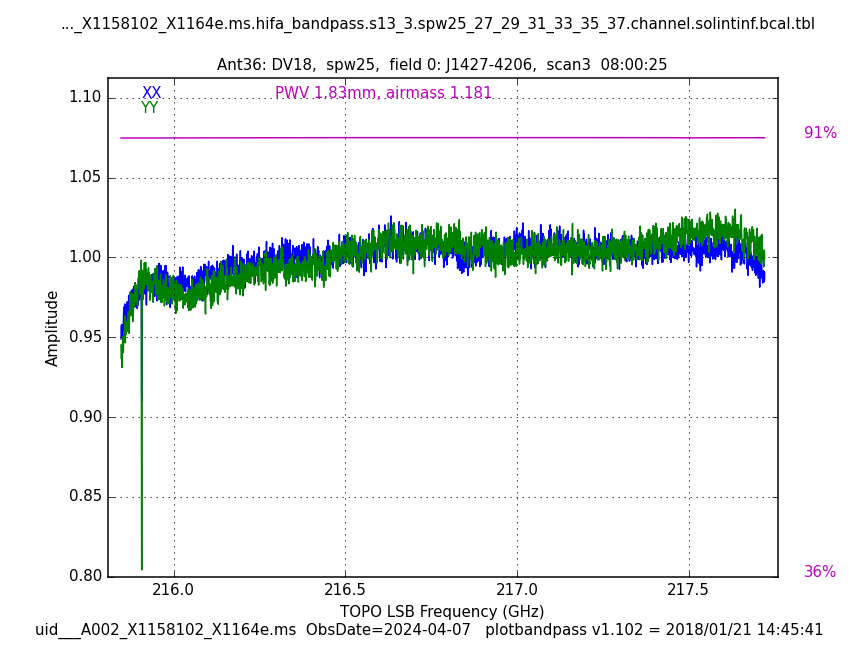 ..._X1158102_X1164e.ms.hifa_bandpass.s13_3.spw25_27_29_31_33_35_37.channel.solintinf.bcal.tbl
Ant36: DV18,  spw25,  field 0: J1427-4206,  scan3  08:00:25
XX
PWV 1.83mm, airmass 1.181
YY
91%
36%
1.10
1.05
1.00
0.95
0.90
0.85
0.80
Amplitude
216.0 216.5 217.0 217.5
TOPO LSB Frequency (GHz)
uid___A002_X1158102_X1164e.ms  ObsDate=2024-04-07   plotbandpass v1.102 = 2018/01/21 14:45:41